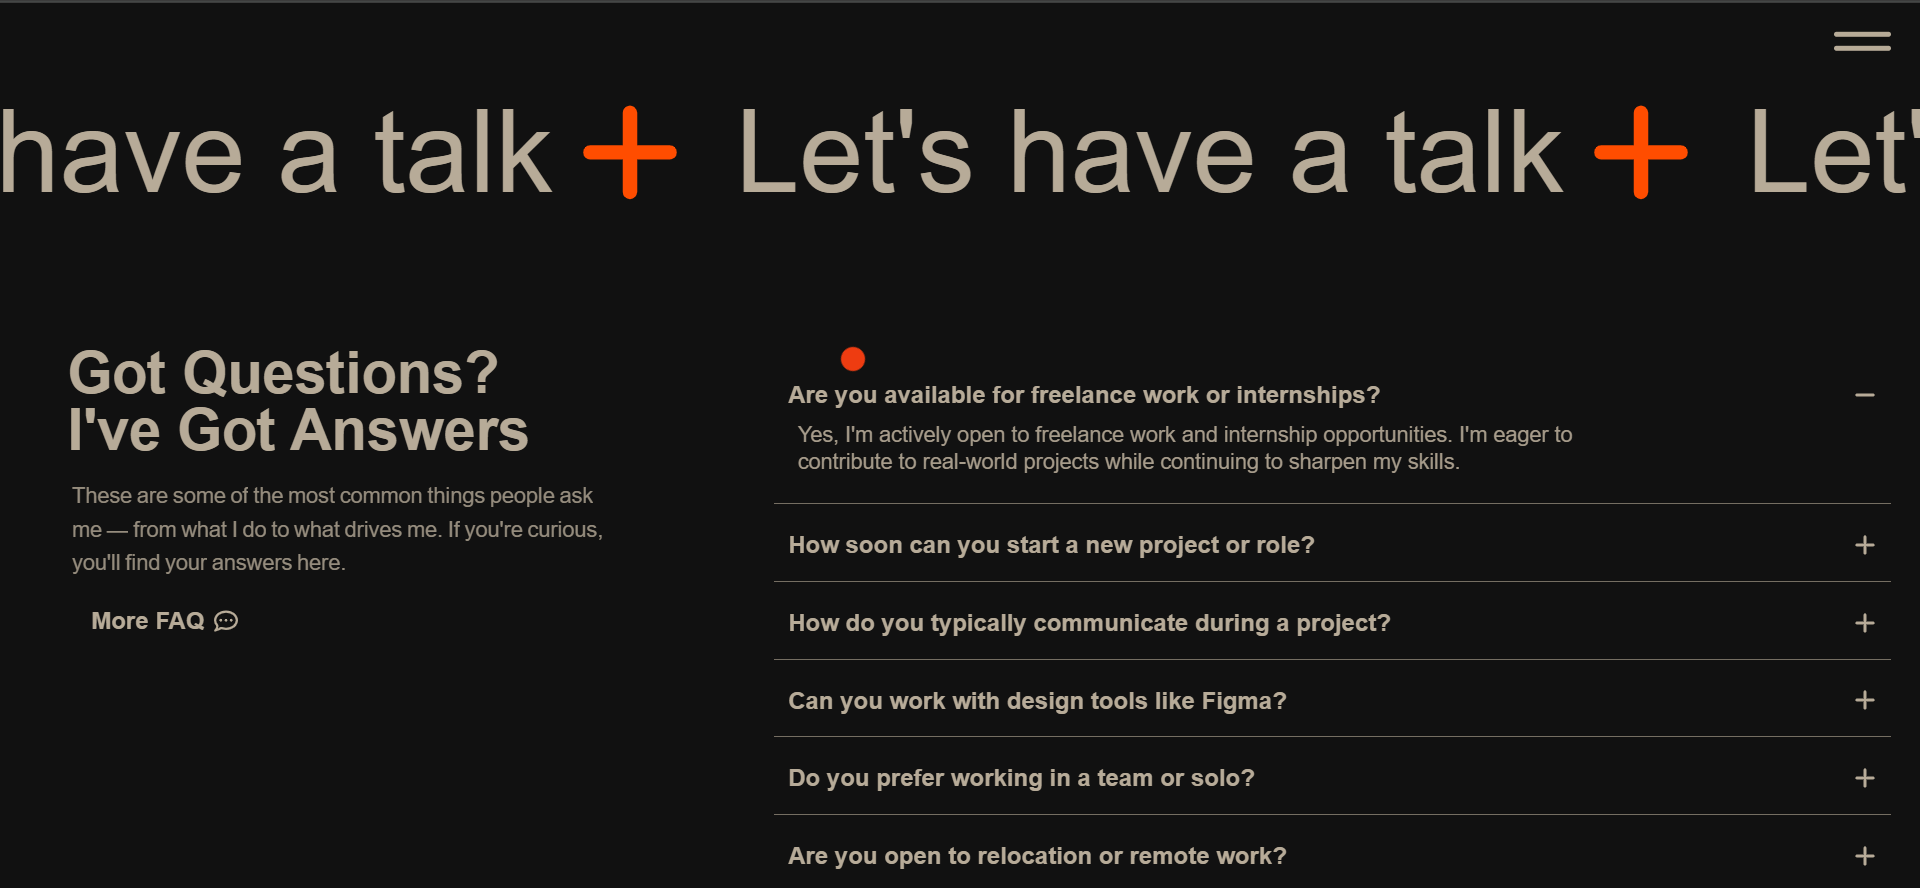 have a talk Let's have a talk Let'
Got Questions?
I've Got Answers
These are some of the most common things people ask
me — from what I do to what drives me. If you're curious,
you'll find your answers here.
More FAQ
Are you available for freelance work or internships?
Yes, I'm actively open to freelance work and internship opportunities. I'm eager to
contribute to real-world projects while continuing to sharpen my skills.
How soon can you start a new project or role?
How do you typically communicate during a project?
Can you work with design tools like Figma?
Do you prefer working in a team or solo?
Are you open to relocation or remote work?